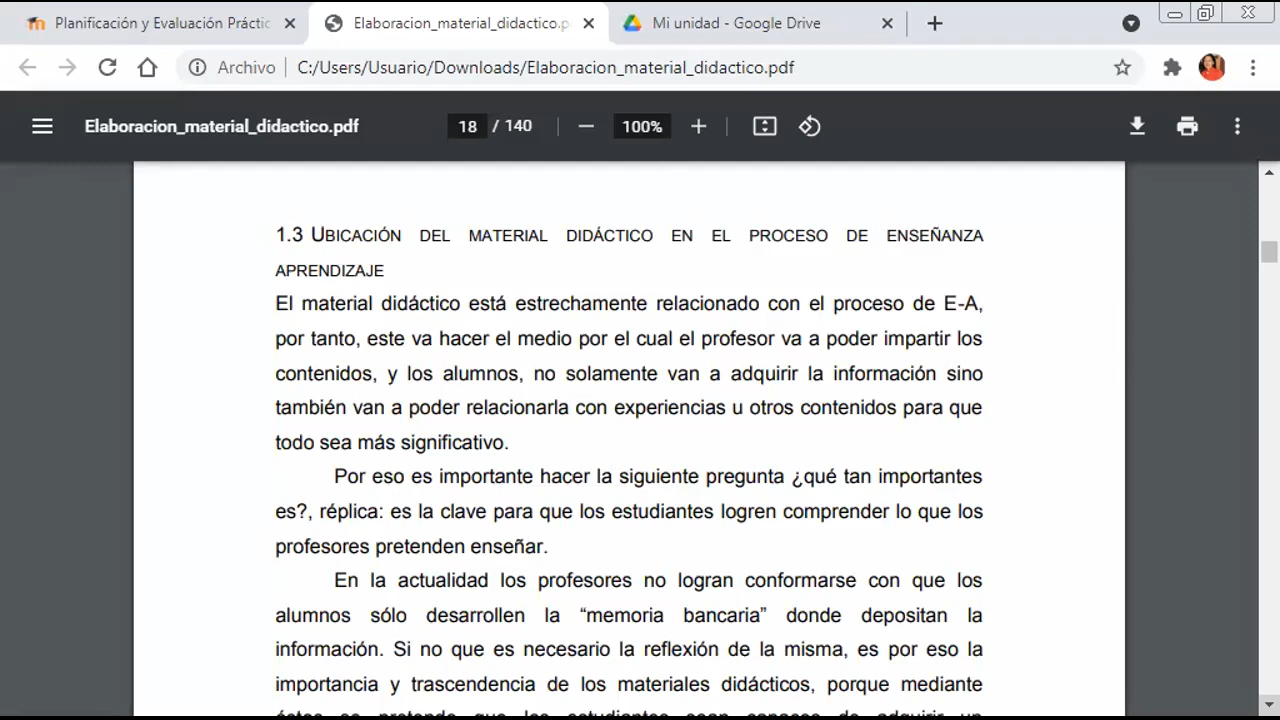 Planificación y Evaluación Práctic
Elaboracion_material_didactico.p
Mi unidad - Google Drive
Archivo
C:/Users/Usuario/Downloads/Elaboracion_material_didactico.pdf
Elaboracion_material_didactico.pdf
18 / 140
100%
1.3 UBICACIÓN DEL MATERIAL DIDÁCTICO EN EL PROCESO DE ENSEÑANZA
APRENDIZAJE
El material didáctico está estrechamente relacionado con el proceso de E-A,
por tanto, este va hacer el medio por el cual el profesor va a poder impartir los
contenidos, y los alumnos, no solamente van a adquirir la información sino
también van a poder relacionarla con experiencias u otros contenidos para que
todo sea más significativo.
Por eso es importante hacer la siguiente pregunta ¿qué tan importantes
es?, réplica: es la clave para que los estudiantes logren comprender lo que los
profesores pretenden enseñar.
En la actualidad los profesores no logran conformarse con que los
alumnos sólo desarrollen la “memoria bancaria” donde depositan la
información. Si no que es necesario la reflexión de la misma, es por eso la
importancia y trascendencia de los materiales didácticos, porque mediante